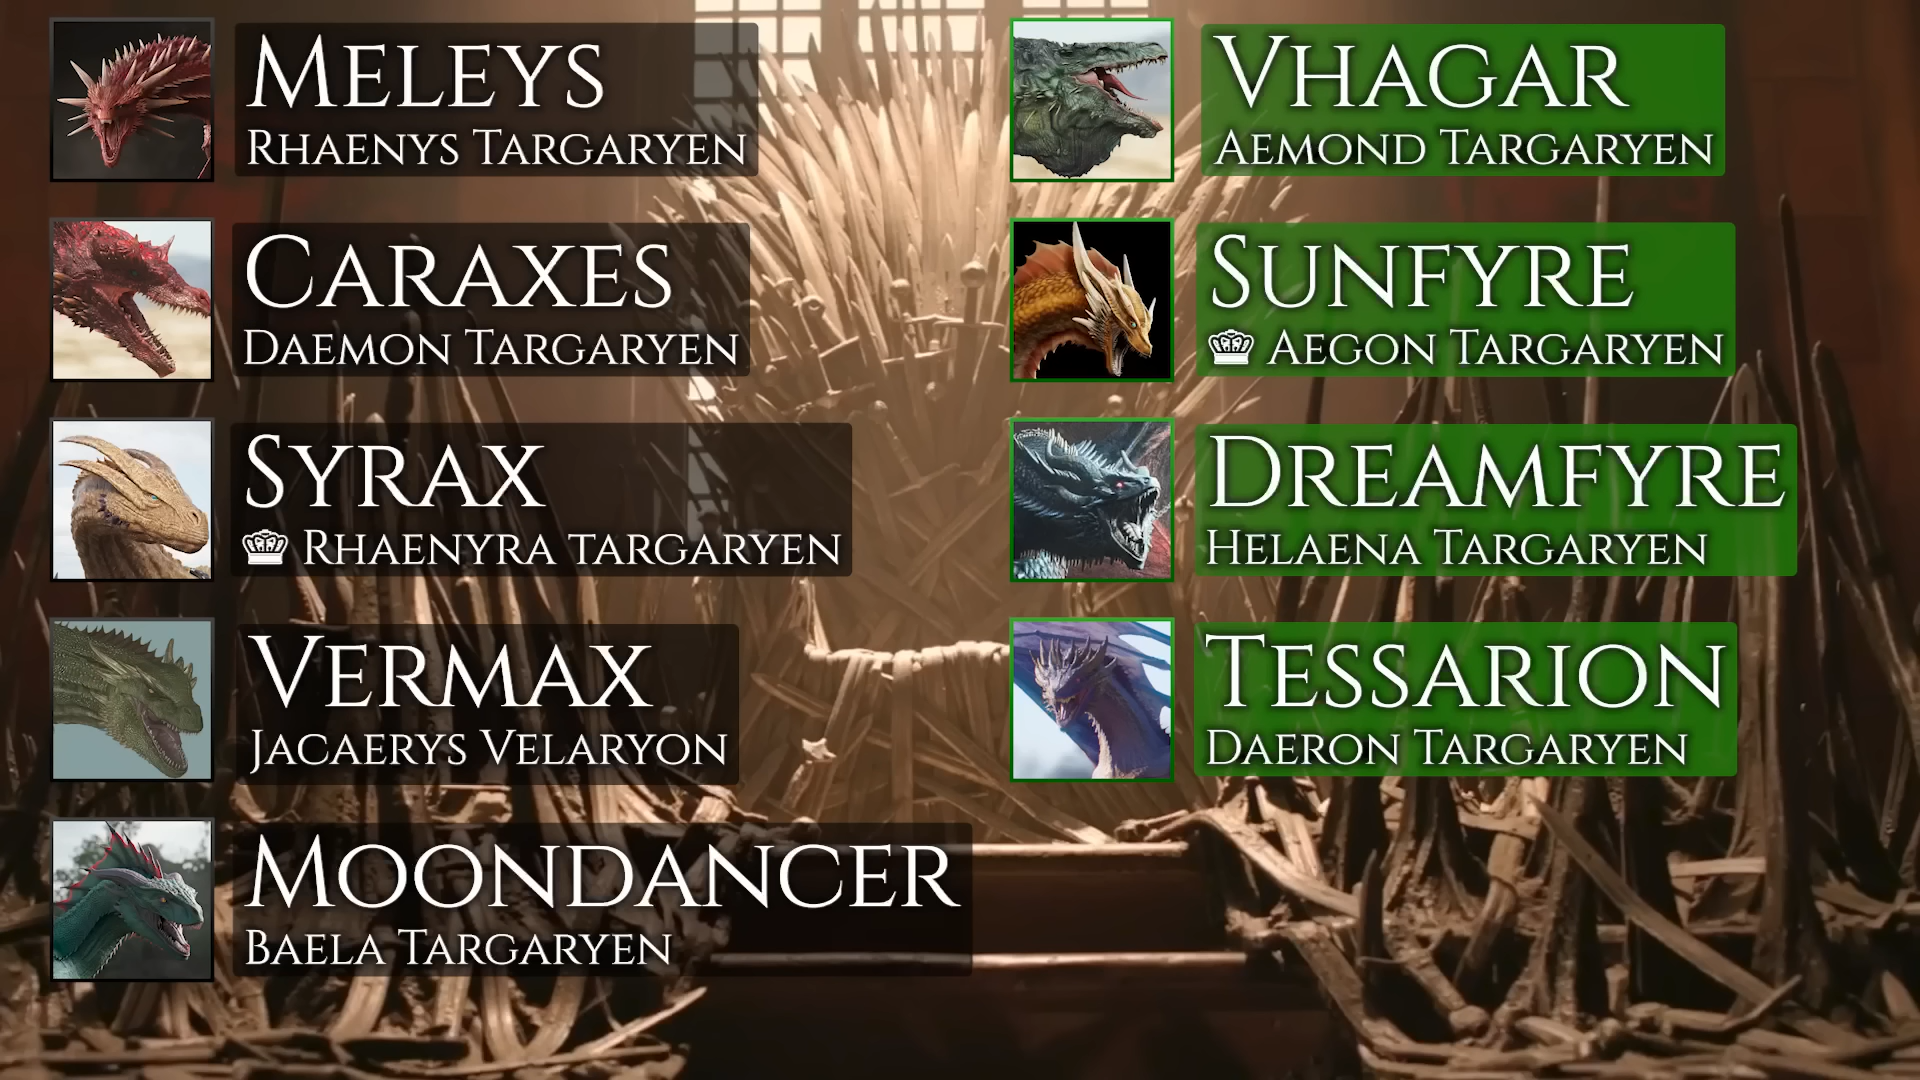 Meleys
Rhaenys Targaryen
Caraxes
Daemon Targaryen
Syrax
Rhaenyra targaryen
Vermax
Jacaerys Velaryon
Moondancer
Baela Targaryen
Vhagar
Aemond Targaryen
Sunfyre
Aegon Targaryen
Dreamfyre
Helaena Targaryen
Tessarion
Daeron Targaryen